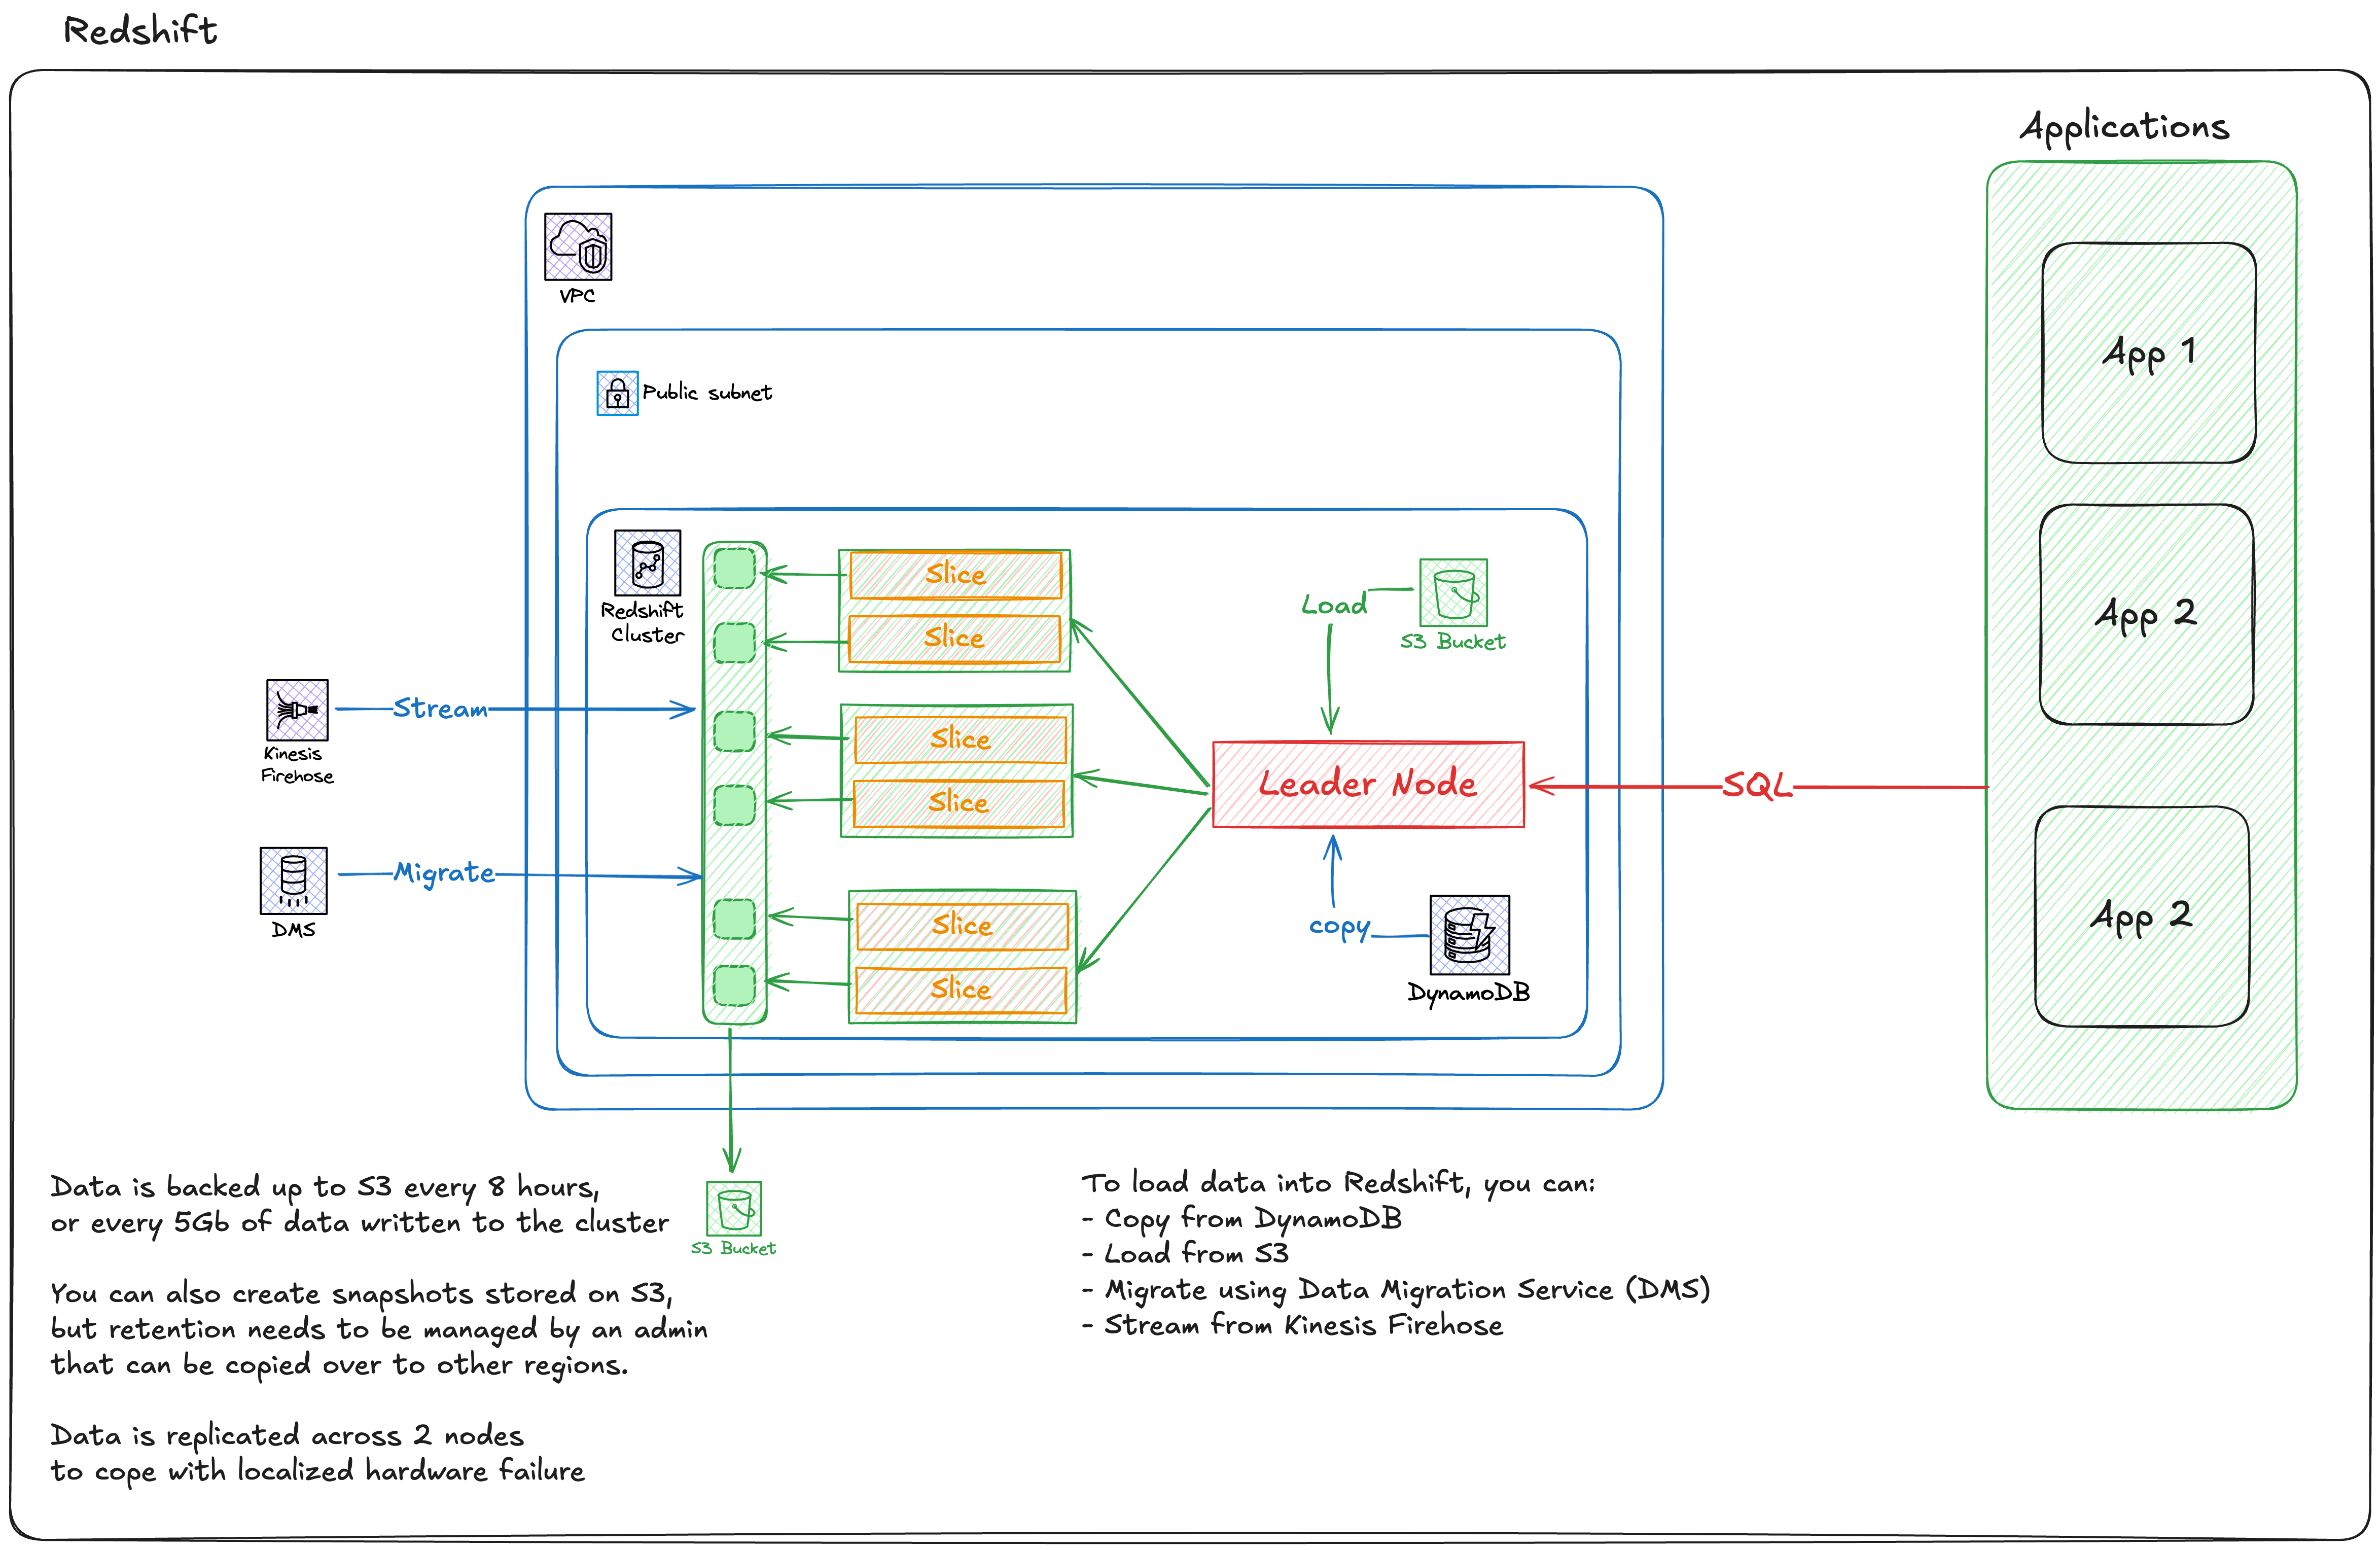 Redshift
Applications
VPC
App 1
Public subnet
Redshift
Cluster
Slice
Slice
Load
S3 Bucket
App 2
Stream
Kinesis
Firehose
Slice
Slice
Leader Node
SQL
Migrate
DMS
Slice
Slice
copy
DynamoDB
App 2
Data is backed up to S3 every 8 hours,
or every 5Gb of data written to the cluster
You can also create snapshots stored on S3,
but retention needs to be managed by an admin
that can be copied over to other regions.
Data is replicated across 2 nodes
to cope with localized hardware failure
S3 Bucket
To load data into Redshift, you can:
- Copy from DynamoDB
- Load from S3
- Migrate using Data Migration Service (DMS)
- Stream from Kinesis Firehose